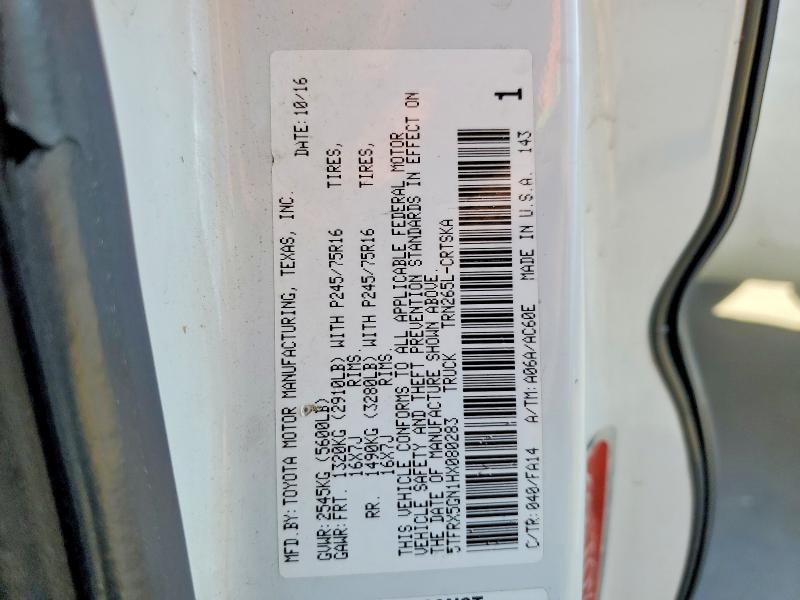 MFD.BY: TOYOTA MOTOR MANUFACTURING, TEXAS, INC. DATE: 10/16
GVWR: 2545KG (5600LB)
GAWR: FRT. 1320KG (2910LB) WITH P245/75R16 TIRES,
16X7J RIMS.
RR. 1490KG (3280LB) WITH P245/75R16 TIRES,
16X7J RIMS.
THIS VEHICLE CONFORMS TO ALL APPLICABLE FEDERAL MOTOR
VEHICLE SAFETY AND THEFT PREVENTION STANDARDS IN EFFECT ON
THE DATE OF MANUFACTURE SHOWN ABOVE.
5TFRX5GN1HX080283 TRUCK TRN265L-CRTSKA
1
C/TR: 040/FA14 A/TM: A06A/AC60E MADE IN U.S.A. 143